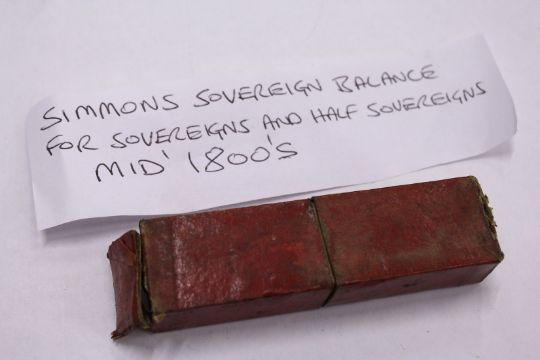 SIMMONS SOVEREIGN BALANCE
FOR SOVEREIGNS AND HALF SOVEREIGNS
MID' 1800'S